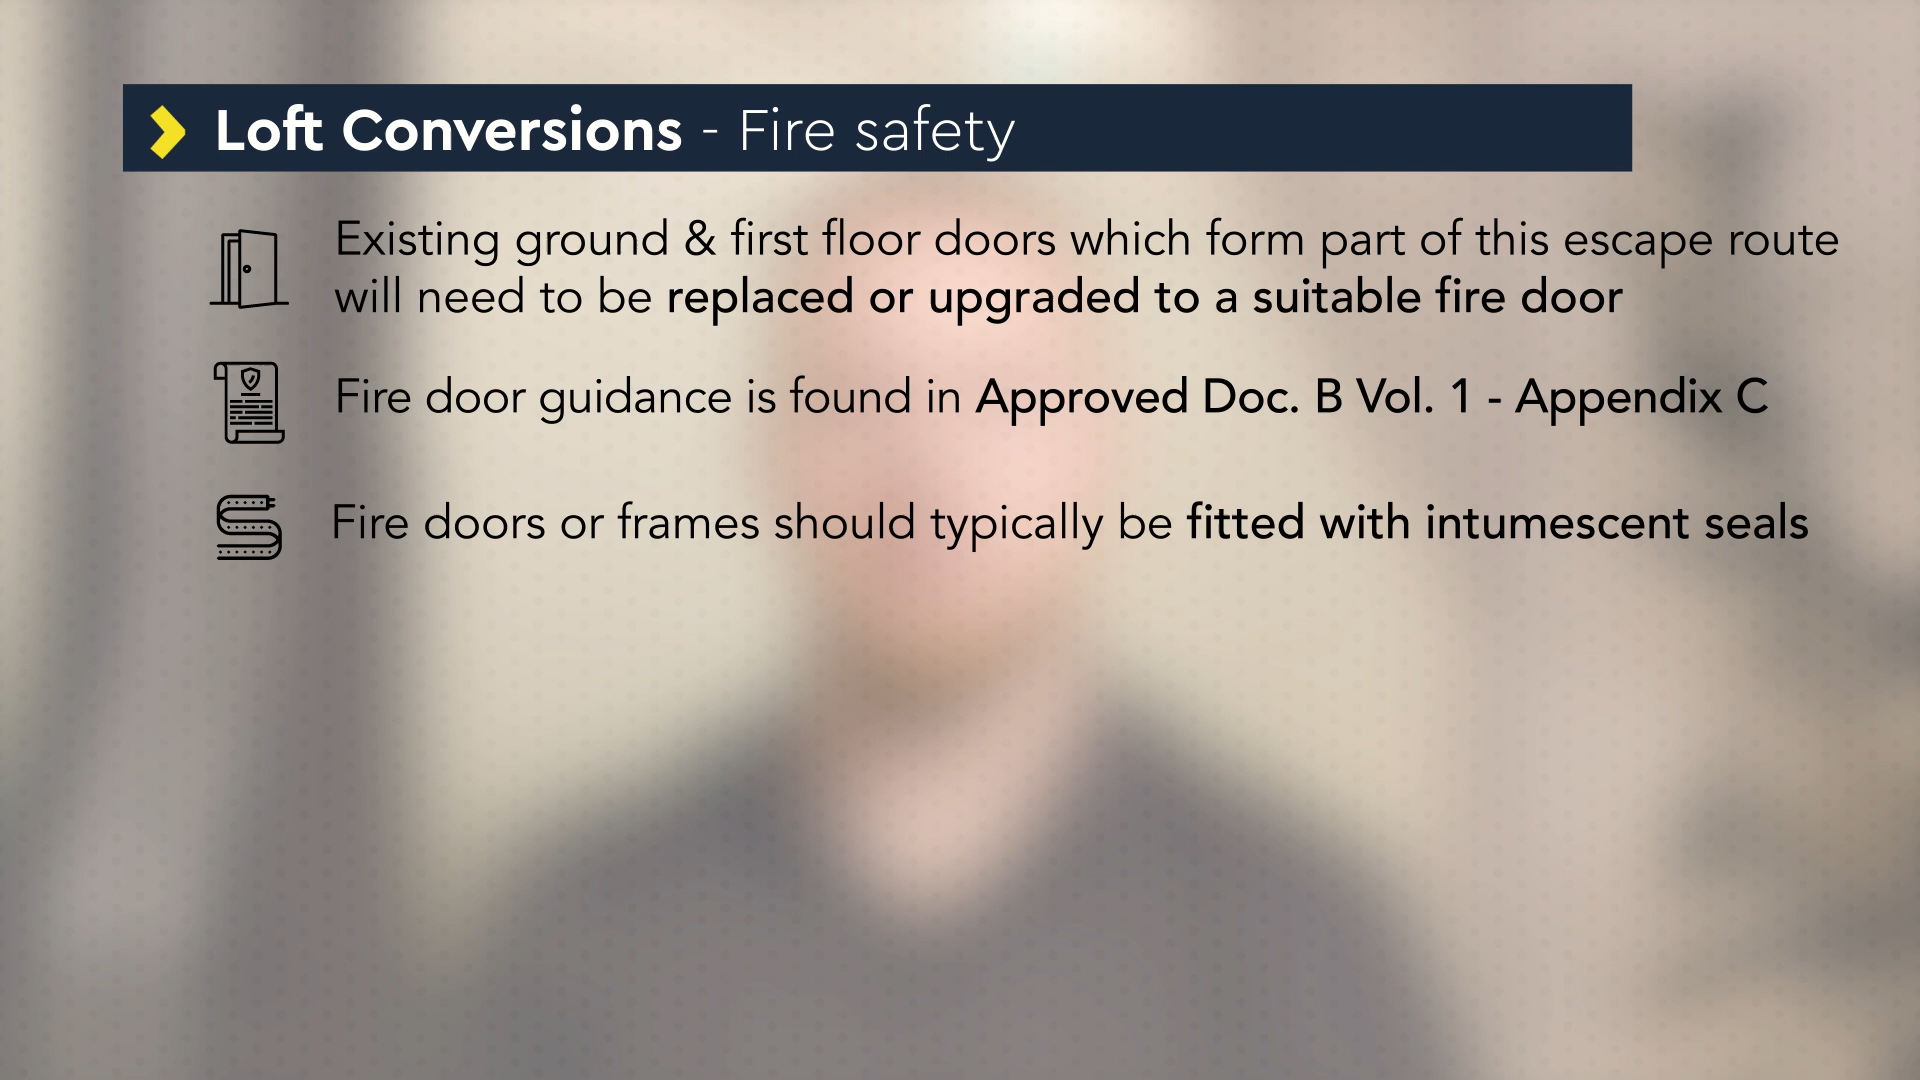 Loft Conversions - Fire safety
Existing ground & first floor doors which form part of this escape route
will need to be replaced or upgraded to a suitable fire door
Fire door guidance is found in Approved Doc. B Vol. 1 - Appendix C
Fire doors or frames should typically be fitted with intumescent seals